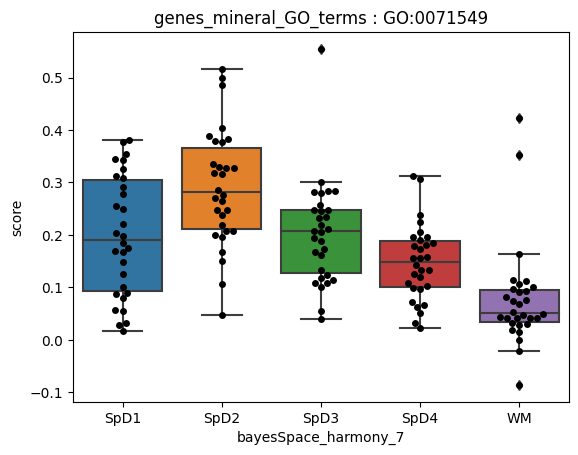 genes_mineral_GO_terms : GO:0071549
score
0.5
0.4
0.3
0.2
0.1
0.0
−0.1
SpD1 SpD2 SpD3 SpD4 WM
bayesSpace_harmony_7